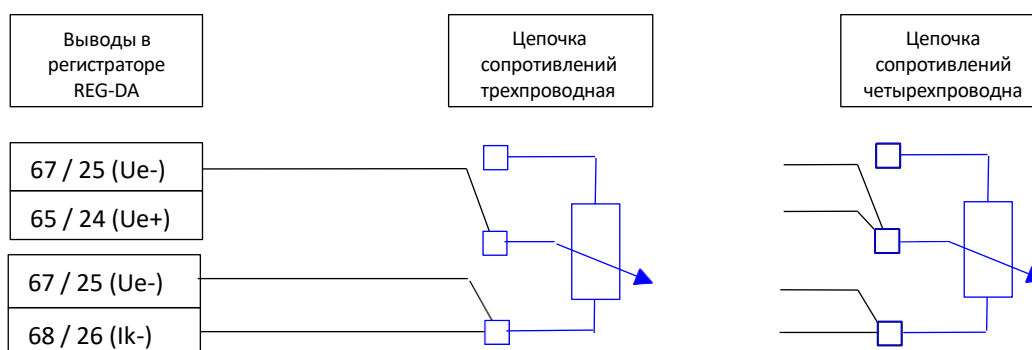 Выводы в
регистраторе
REG-DA
Цепочка
сопротивлений
трехпроводная
Цепочка
сопротивлений
четырехпроводна
67 / 25 (Ue-)
65 / 24 (Ue+)
67 / 25 (Ue-)
68 / 26 (Ik-)